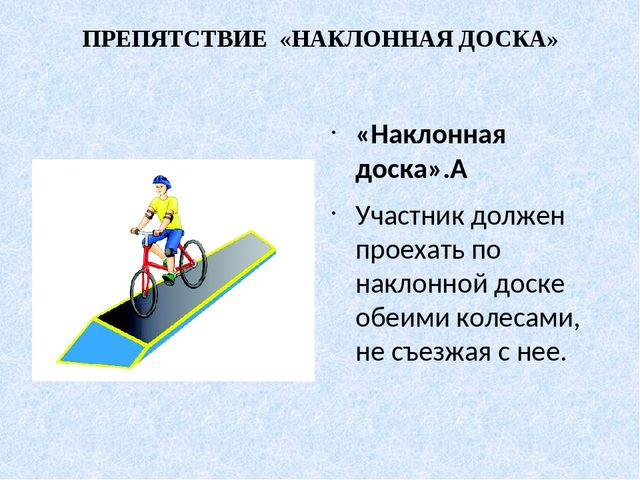 ПРЕПЯТСТВИЕ «НАКЛОННАЯ ДОСКА»
«Наклонная
доска».А
Участник должен
проехать по
наклонной доске
обеими колесами,
не съезжая с нее.